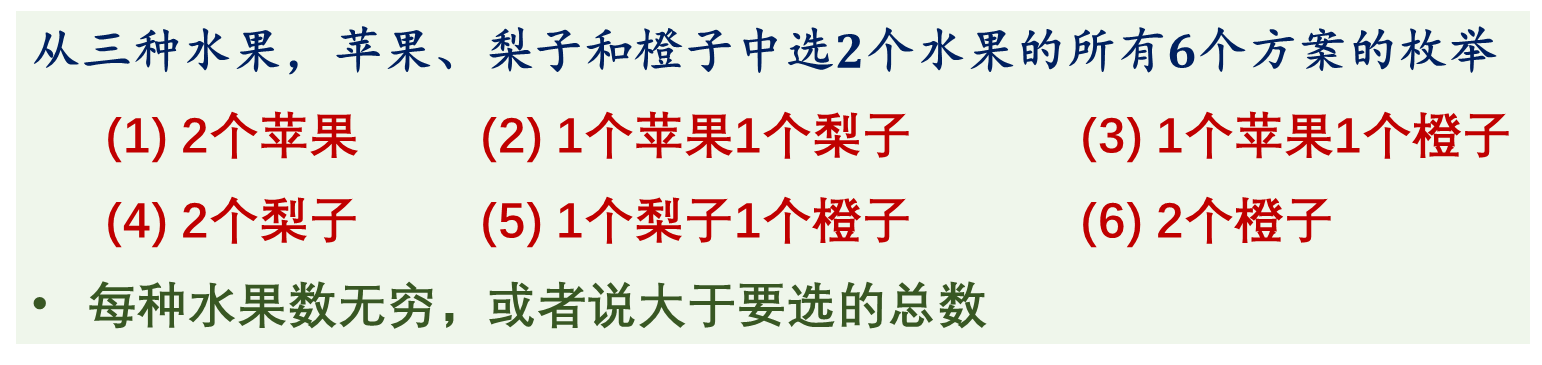 从三种水果，苹果、梨子和橙子中选2个水果的所有6个方案的枚举
(1) 2个苹果 (2) 1个苹果1个梨子 (3) 1个苹果1个橙子
(4) 2个梨子 (5) 1个梨子1个橙子 (6) 2个橙子
• 每种水果数无穷，或者说大于要选的总数